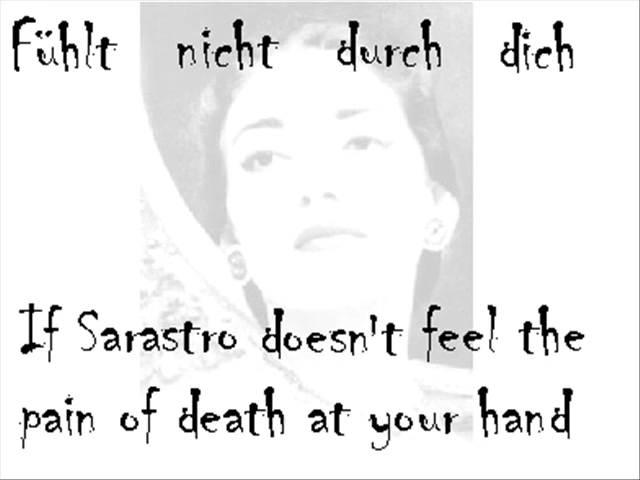 Fühlt nicht durch dich
If Sarastro doesn't feel the
pain of death at your hand